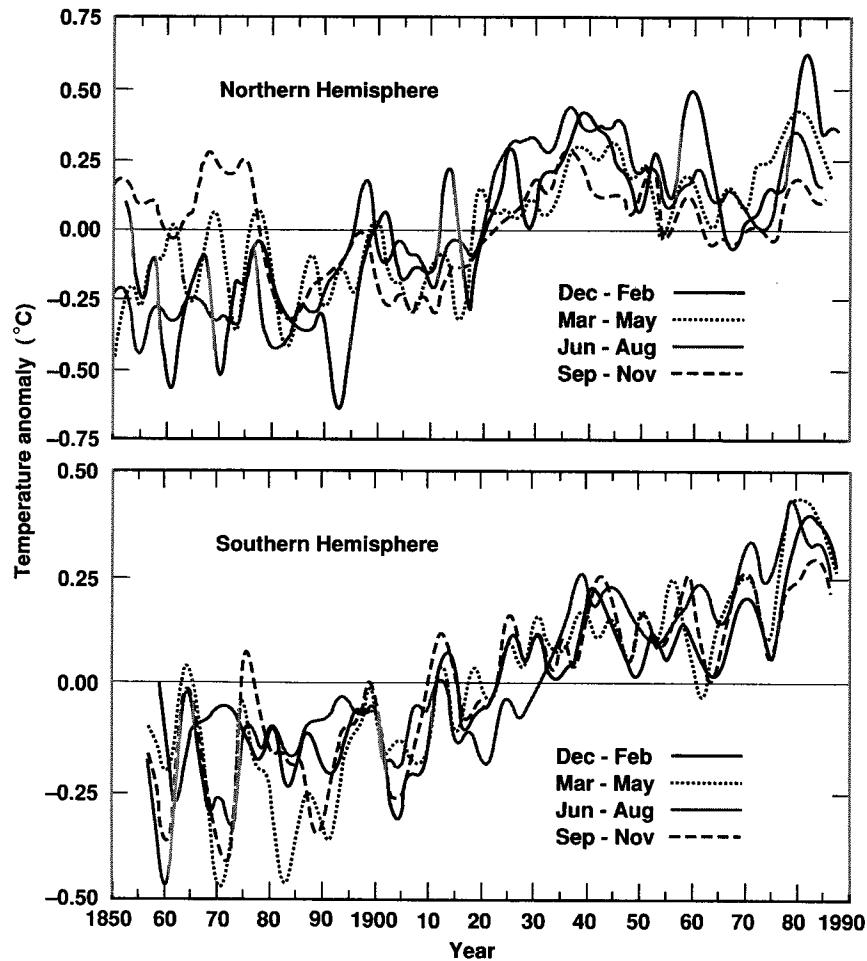 0.75
0.50
0.25
0.00
−0.25
−0.50
−0.75
Northern Hemisphere
Dec - Feb
Mar - May
Jun - Aug
Sep - Nov
Temperature anomaly (°C)
0.50
0.25
0.00
−0.25
−0.50
Southern Hemisphere
Dec - Feb
Mar - May
Jun - Aug
Sep - Nov
1850 60 70 80 90 1900 10 20 30 40 50 60 70 80 1990
Year